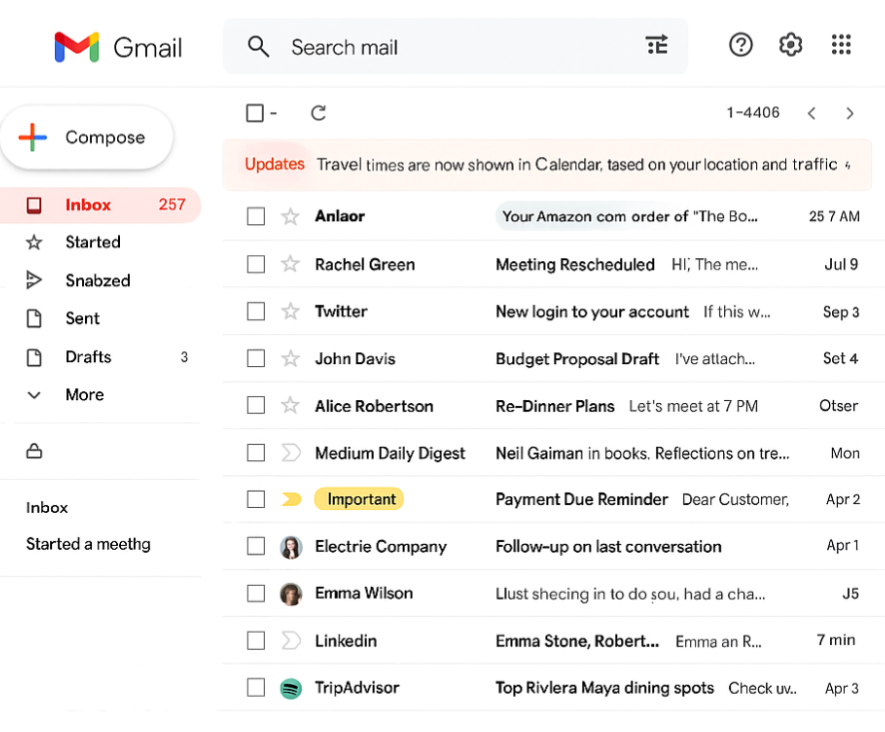 Gmail
Search mail
Compose
1–4406
Updates Travel times are now shown in Calendar, tased on your location and traffic
Inbox 257
Started
Snabzed
Sent
Drafts 3
More
Inbox
Started a meethg
Anlaor Your Amazon com order of "The Bo... 25 7 AM
Rachel Green Meeting Rescheduled HI; The me... Jul 9
Twitter New login to your account If this w... Sep 3
John Davis Budget Proposal Draft I've attach... Set 4
Alice Robertson Re-Dinner Plans Let's meet at 7 PM Otser
Medium Daily Digest Neil Gaiman in books. Reflections on tre... Mon
Important Payment Due Reminder Dear Customer, Apr 2
Electrie Company Follow-up on last conversation Apr 1
Emma Wilson Llust shecing in to do şou, had a cha... J5
Linkedin Emma Stone, Robert... Emma an R... 7 min
TripAdvisor Top Rivlera Maya dining spots Check uv.. Apr 3